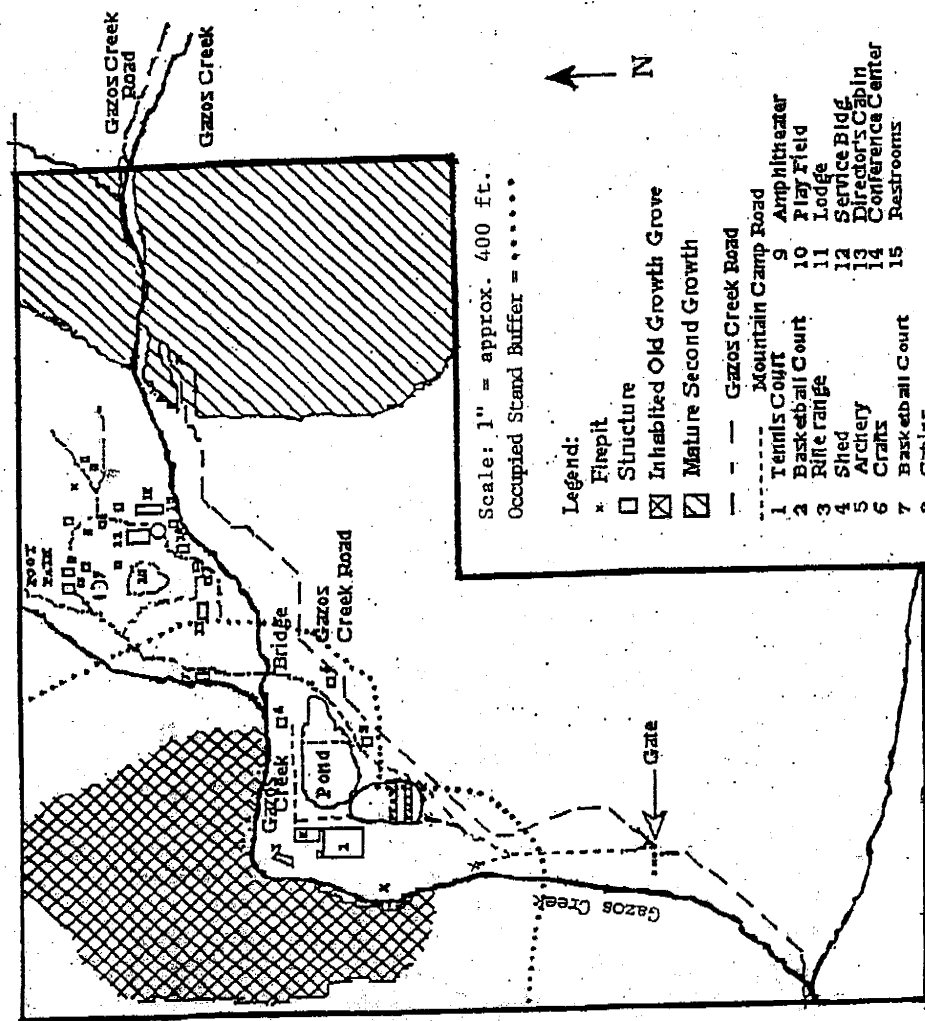 Gazos Creek
Road
Gazos Creek
FOOT
Gazos
Creek Road
Bridge
Gazos
Creek
Pond
1
11
Gate
Gazos Creek
N
Scale: 1" = approx. 400 ft.
Occupied Stand Buffer = ......
Legend:
× Firepit
Structure
Inhabited Old Growth Grove
Mature Second Growth
— - — Gazos Creek Road
------ Mountain Camp Road
1 Tennis Court
2 Basketball Court
3 Rifle range
4 Shed
5 Archery
6 Crafts
7 Basketball Court
9 Amphitheater
10 Play Field
11 Lodge
12 Service Bldg
13 Director's Cabin
14 Conference Center
15 Restrooms